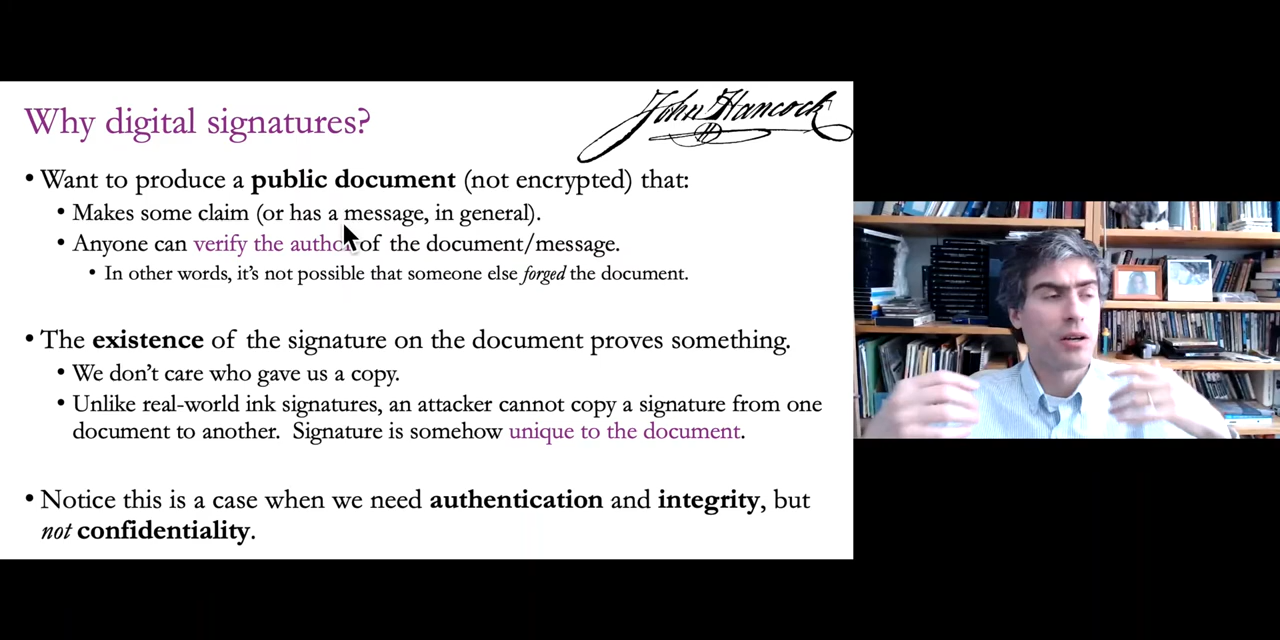 Why digital signatures?
John Hancock
• Want to produce a public document (not encrypted) that:
• Makes some claim (or has a message, in general).
• Anyone can verify the author of the document/message.
• In other words, it's not possible that someone else forged the document.
• The existence of the signature on the document proves something.
• We don't care who gave us a copy.
• Unlike real-world ink signatures, an attacker cannot copy a signature from one
document to another. Signature is somehow unique to the document.
• Notice this is a case when we need authentication and integrity, but
not confidentiality.